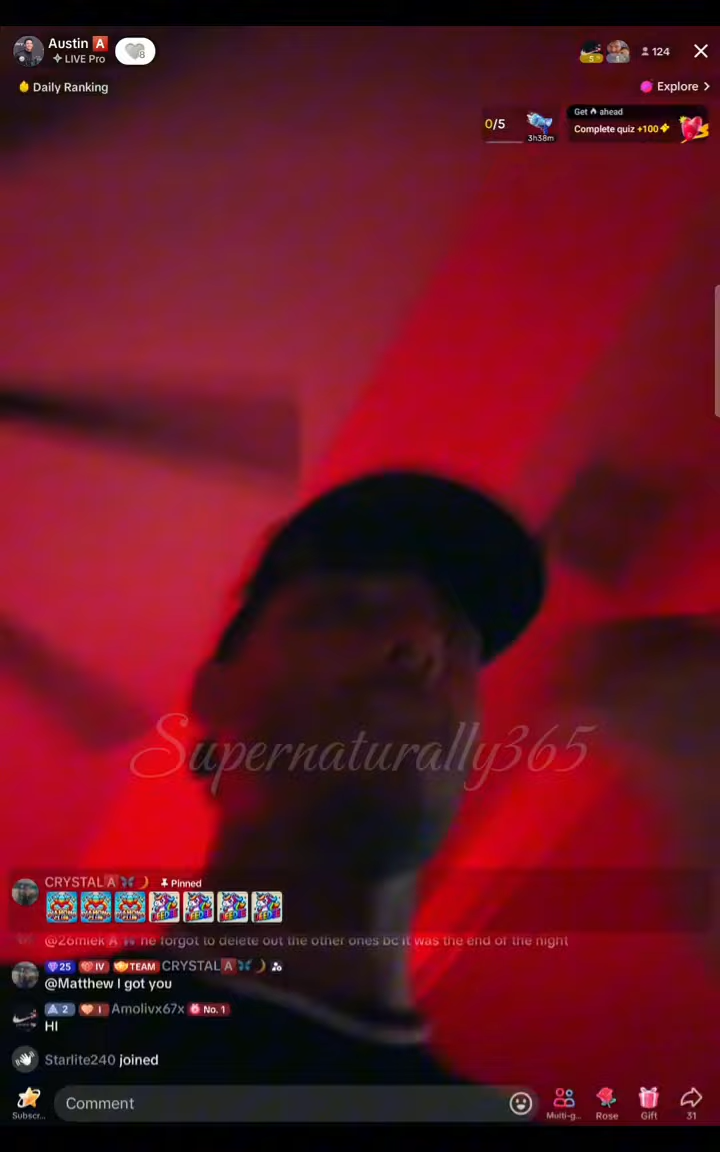 Austin A
LIVE Pro
8
5
1
124
Daily Ranking
Explore
0/5
3h38m
Get ahead
Complete quiz +100
Supernaturally365
CRYSTAL A Pinned
he forgot to delete out the other ones bc it was the end of the night
25 IV TEAM CRYSTAL A
@Matthew I got you
2 I Amolivx67x No. 1
HI
Starlite240 joined
Subscr...
Comment
Multi-g...
Rose
Gift
31